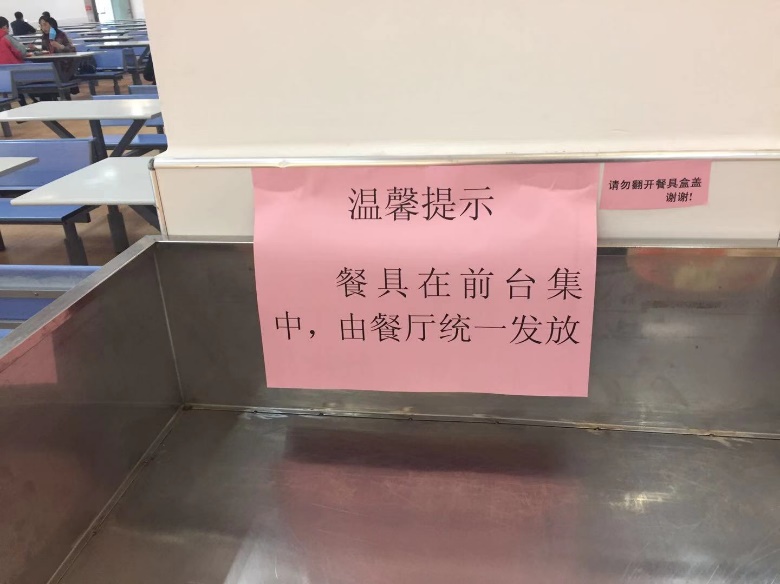 温馨提示
餐具在前台集
中，由餐厅统一发放
请勿翻开餐具盒盖
谢谢!